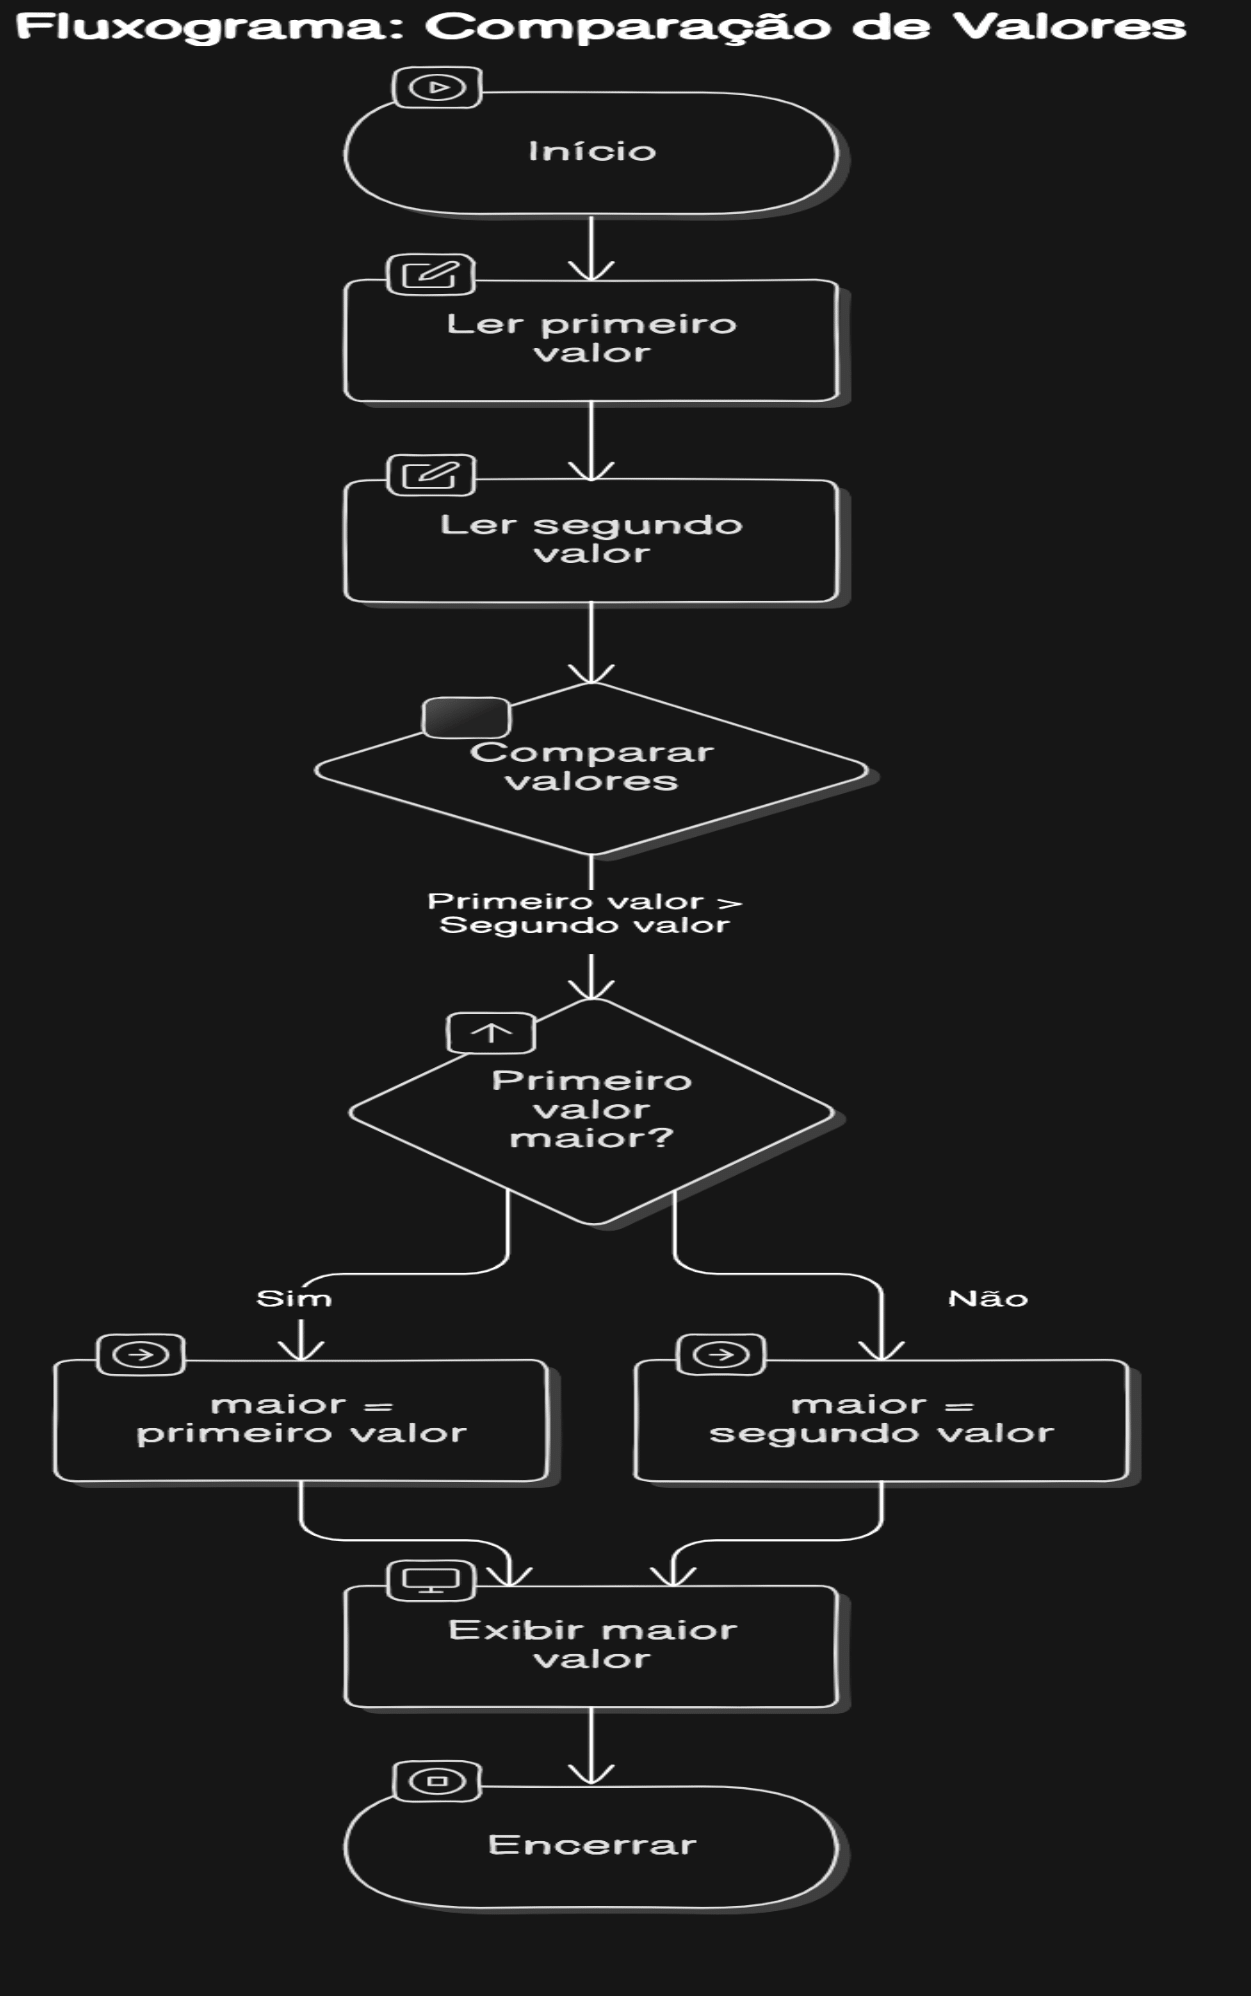 Fluxograma: Comparação de Valores
Início
Ler primeiro
valor
Ler segundo
valor
Comparar
valores
Primeiro valor >
Segundo valor
Primeiro
valor
maior?
Sim
Não
maior =
primeiro valor
maior =
segundo valor
Exibir maior
valor
Encerrar